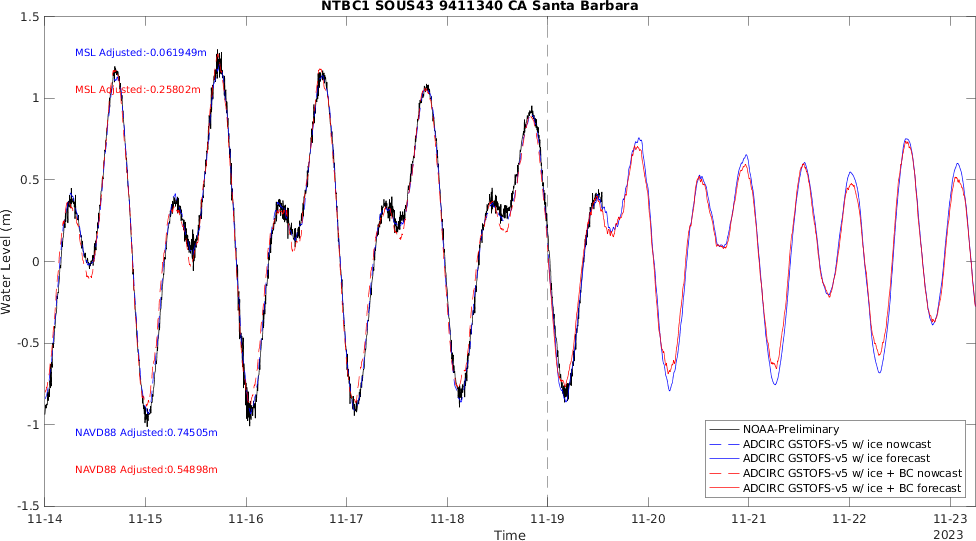 NTBC1 SOUS43 9411340 CA Santa Barbara
1.5
MSL Adjusted:-0.061949m
1
MSL Adjusted:-0.25802m
0.5
Water Level (m)
0
-0.5
-1
NAVD88 Adjusted:0.74505m
NAVD88 Adjusted:0.54898m
-1.5
NOAA-Preliminary
ADCIRC GSTOFS-v5 w/ ice nowcast
ADCIRC GSTOFS-v5 w/ ice forecast
ADCIRC GSTOFS-v5 w/ ice + BC nowcast
ADCIRC GSTOFS-v5 w/ ice + BC forecast
11-14 11-15 11-16 11-17 11-18 11-19 11-20 11-21 11-22 11-23
Time
2023